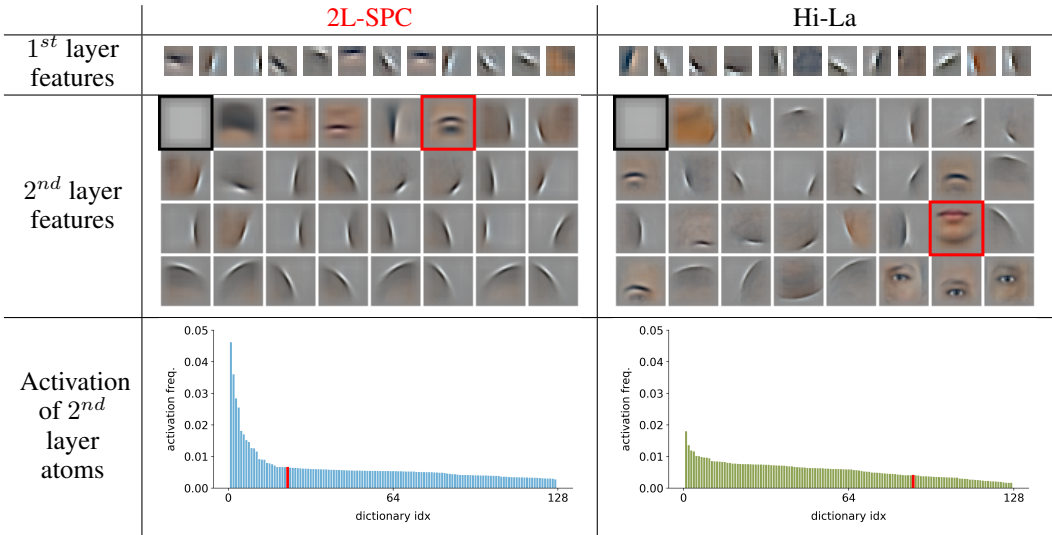 2L-SPC
Hi-La
1st layer
features
2nd layer
features
Activation
of 2nd
layer
atoms
0.05
0.04
0.03
0.02
0.01
0.00
activation freq.
0
64
128
dictionary idx
0.05
0.04
0.03
0.02
0.01
0.00
activation freq.
0
64
128
dictionary idx